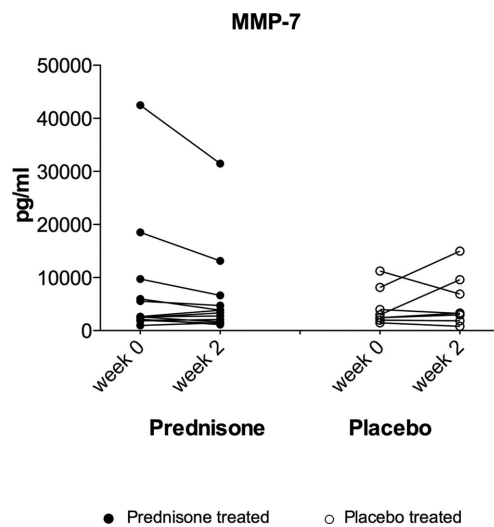 MMP-7
50000
40000
30000
20000
10000
0
pg/ml
week 0
week 2
week 0
week 2
Prednisone
Placebo
Prednisone treated
Placebo treated